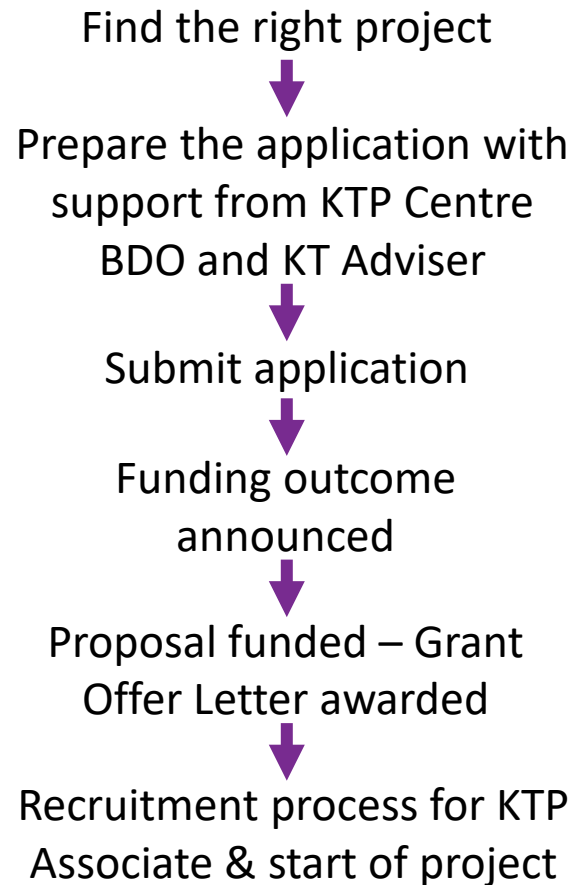 Find the right project
Prepare the application with
support from KTP Centre
BDO and KT Adviser
Submit application
Funding outcome
announced
Proposal funded – Grant
Offer Letter awarded
Recruitment process for KTP
Associate & start of project